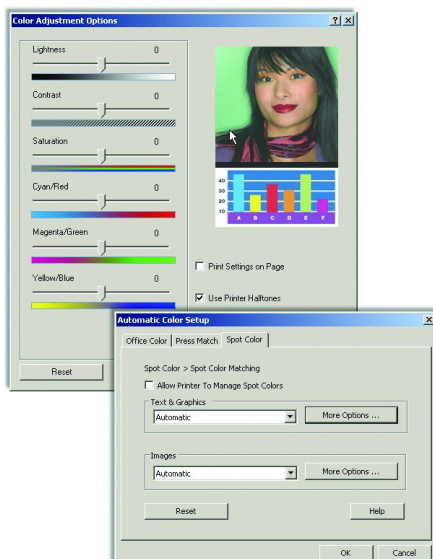 Color Adjustment Options
Lightness 0
Contrast 0
Saturation 0
Cyan/Red 0
Magenta/Green 0
Yellow/Blue 0
Reset
40
30
20
10
A B C D E F
Print Settings on Page
Use Printer Halftones
Automatic Color Setup
Office Color Press Match Spot Color
Spot Color > Spot Color Matching
Allow Printer To Manage Spot Colors
Text & Graphics
Automatic More Options ...
Images
Automatic More Options ...
Reset Help
OK Cancel